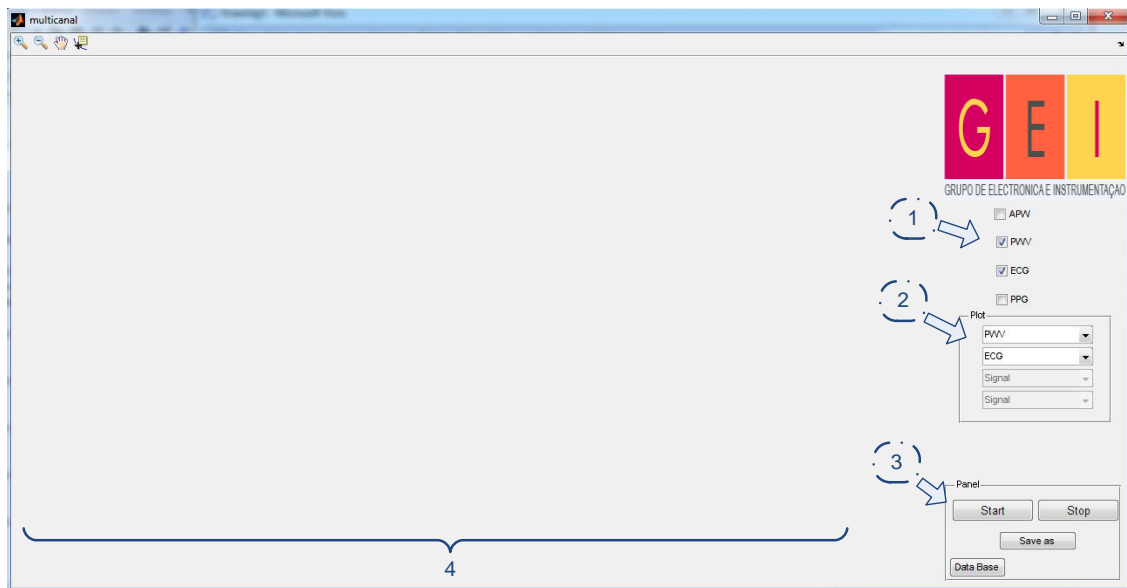 multicanal
G E I
GRUPO DE ELECTRONICA E INSTRUMENTAÇAO
1
APW
PWV
ECG
2
PPG
Plot
PWV
ECG
Signal
Signal
3
Panel
Start Stop
Save as
Data Base
4